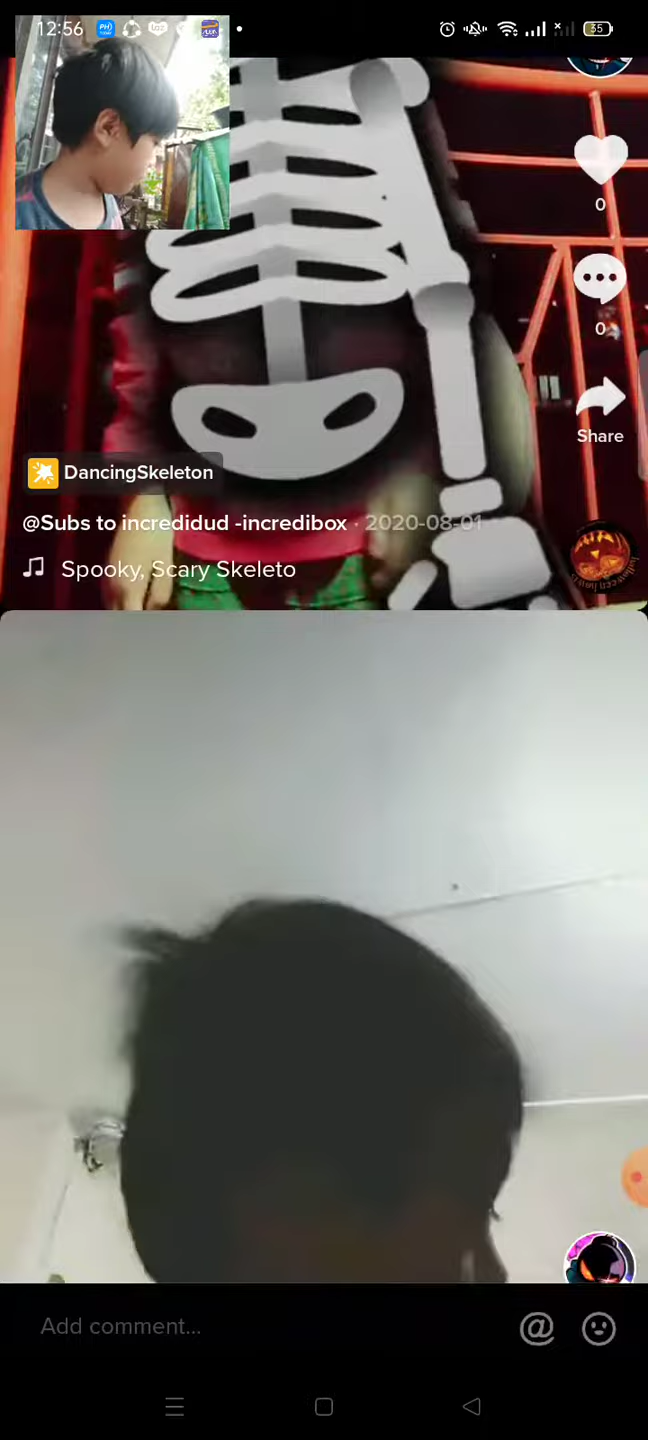 12:56
35
0
0
Share
DancingSkeleton
@Subs to incredidud -incredibox · 2020-08-01
Spooky, Scary Skeleto
Add comment...
@